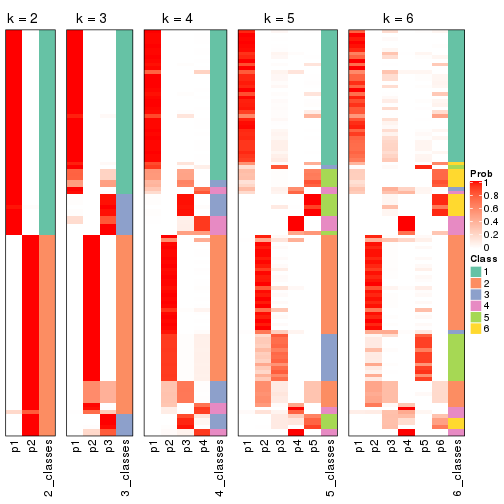 k = 2
k = 3
k = 4
k = 5
k = 6
p1
p2
2_classes
p1
p2
p3
3_classes
p1
p2
p3
p4
4_classes
p1
p2
p3
p4
p5
5_classes
p1
p2
p3
p4
p5
p6
6_classes
Prob
1
0.8
0.6
0.4
0.2
0
Class
1
2
3
4
5
6